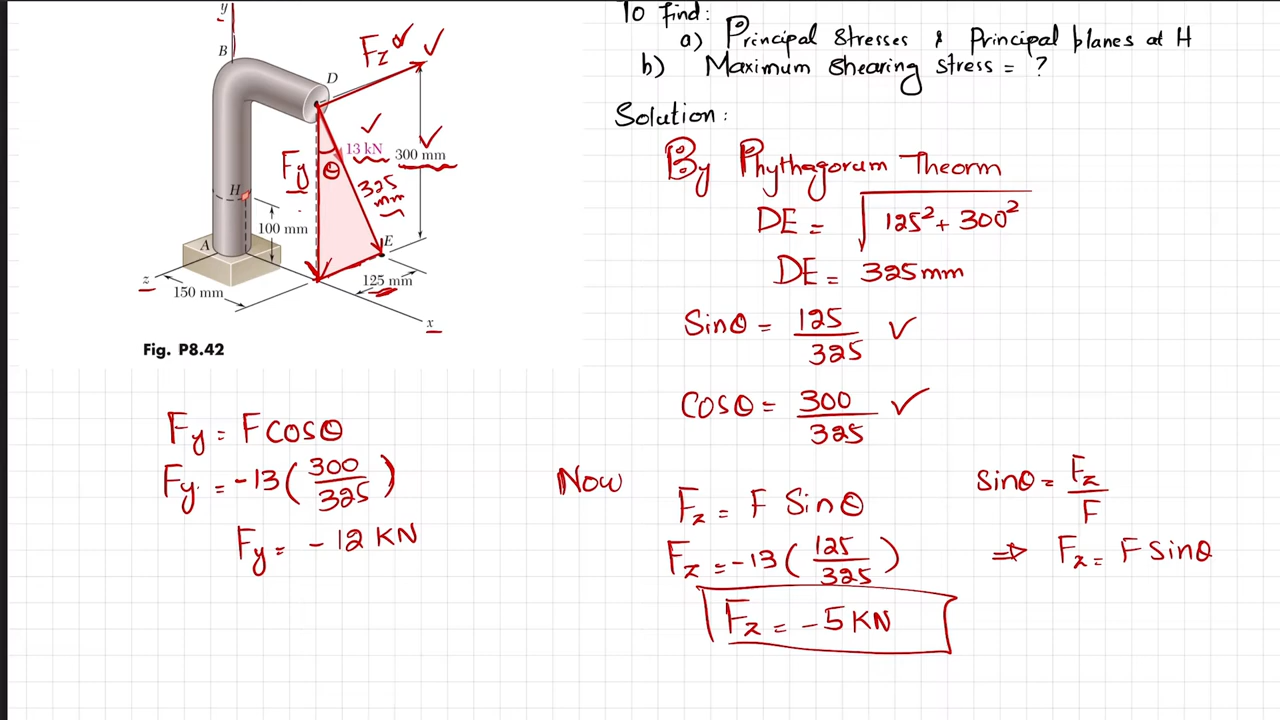 To find:
a) Principal stresses & Principal planes at H
b) Maximum shearing stress = ?
Solution:
By Phythagorum Theorm
DE = √125² + 300²
DE = 325mm
Sinθ = 125/325 ✓
Cosθ = 300/325 ✓
y
B
D
Fz ✓ ✓
Fy
θ
13 kN ✓
300 mm ✓
325 mm
H
100 mm
A
E
125 mm
z
150 mm
x
Fig. P8.42
Fy = F cosθ
Fy = -13 (300/325)
Fy = - 12 KN
Now
Fz = F Sinθ
Fz = -13 (125/325)
Fz = - 5 KN
sinθ = Fz/F
⇒ Fz = F sinθ